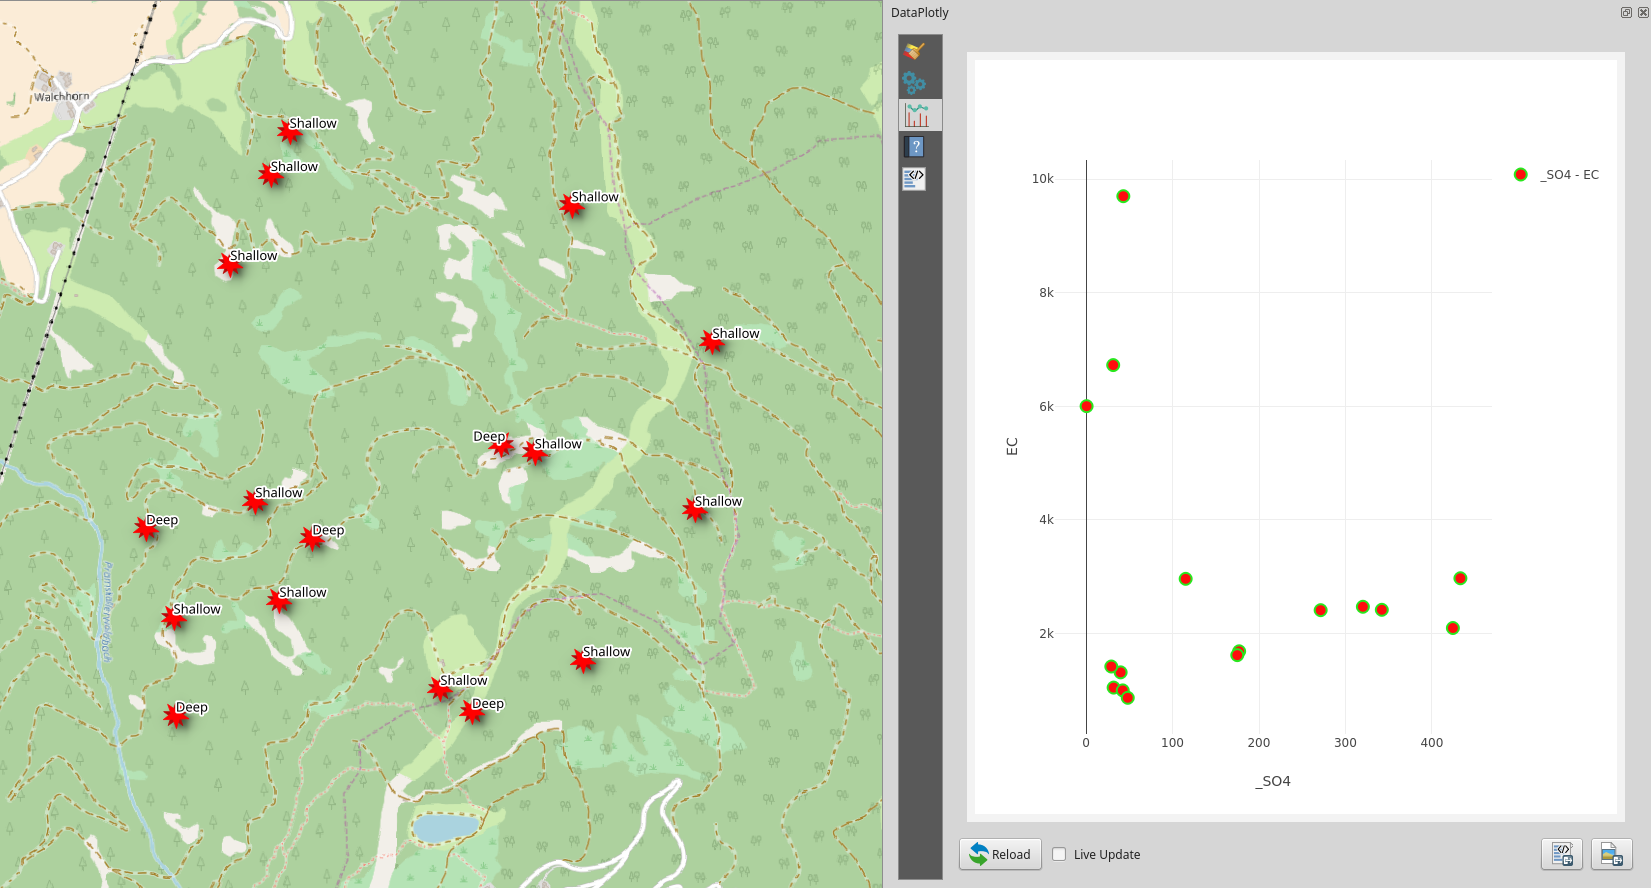 DataPlotly
Walchhorn
Shallow
Shallow
Shallow
Shallow
Shallow
Deep
Shallow
Shallow
Shallow
Deep
Deep
Shallow
Shallow
Shallow
Shallow
Deep
Deep
10k
8k
6k
4k
2k
EC
0 100 200 300 400
_SO4
_SO4 - EC
Reload
Live Update